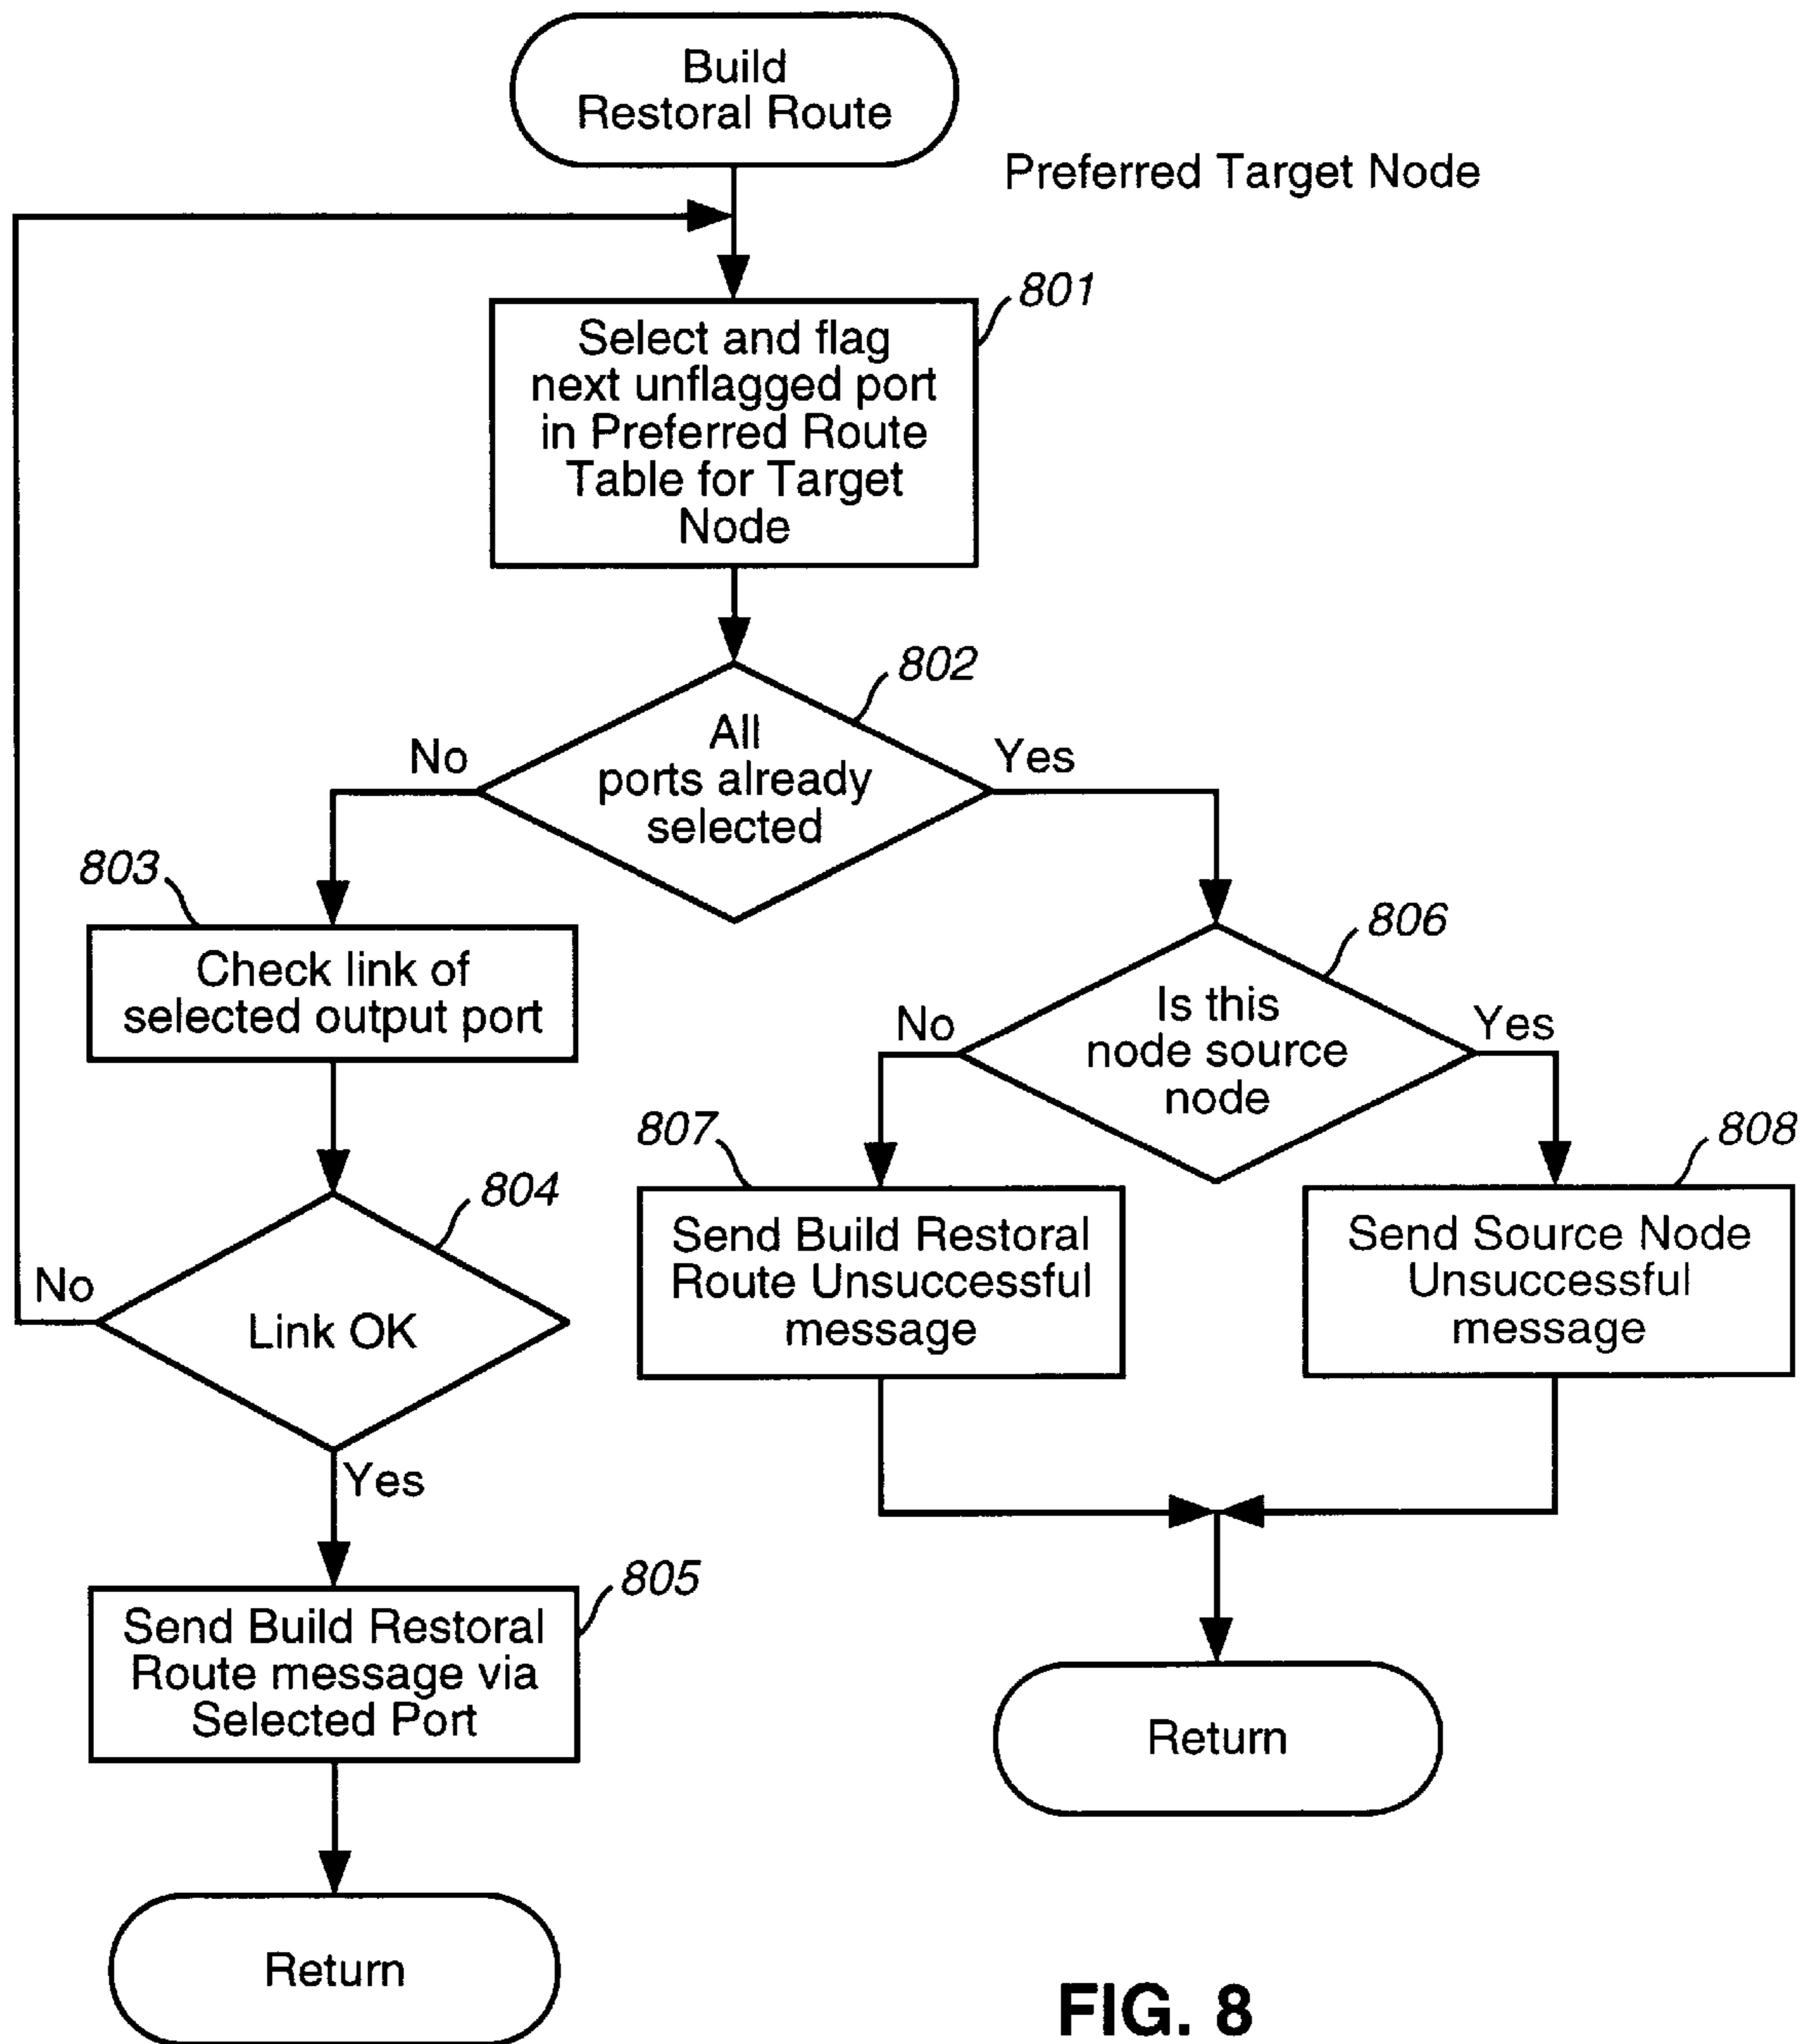 Build
Restoral Route
Preferred Target Node
801
Select and flag
next unflagged port
in Preferred Route
Table for Target
Node
802
All
ports already
selected
No
Yes
803
Check link of
selected output port
806
Is this
node source
node
No
Yes
804
Link OK
No
Yes
807
Send Build Restoral
Route Unsuccessful
message
808
Send Source Node
Unsuccessful
message
805
Send Build Restoral
Route message via
Selected Port
Return
Return
FIG. 8